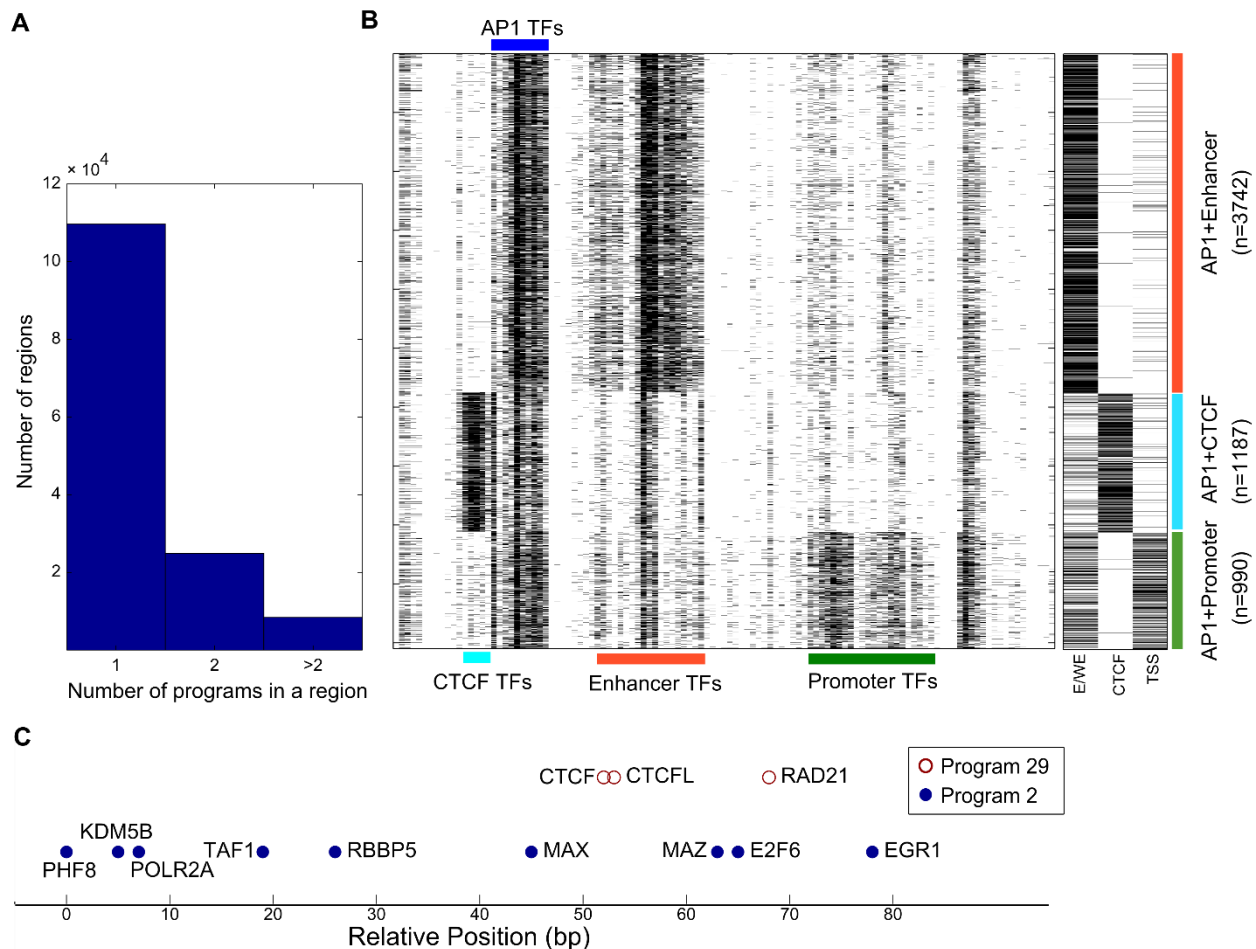 A
B
AP1 TFs
× 10⁴
12
10
8
6
4
2
Number of regions
1
2
>2
Number of programs in a region
CTCF TFs
Enhancer TFs
Promoter TFs
E/WE
CTCF
TSS
AP1+Enhancer
(n=3742)
AP1+CTCF
(n=1187)
AP1+Promoter
(n=990)
C
CTCF
CTCFL
RAD21
Program 29
Program 2
KDM5B
PHF8
POLR2A
TAF1
RBBP5
MAX
MAZ
E2F6
EGR1
0 10 20 30 40 50 60 70 80
Relative Position (bp)